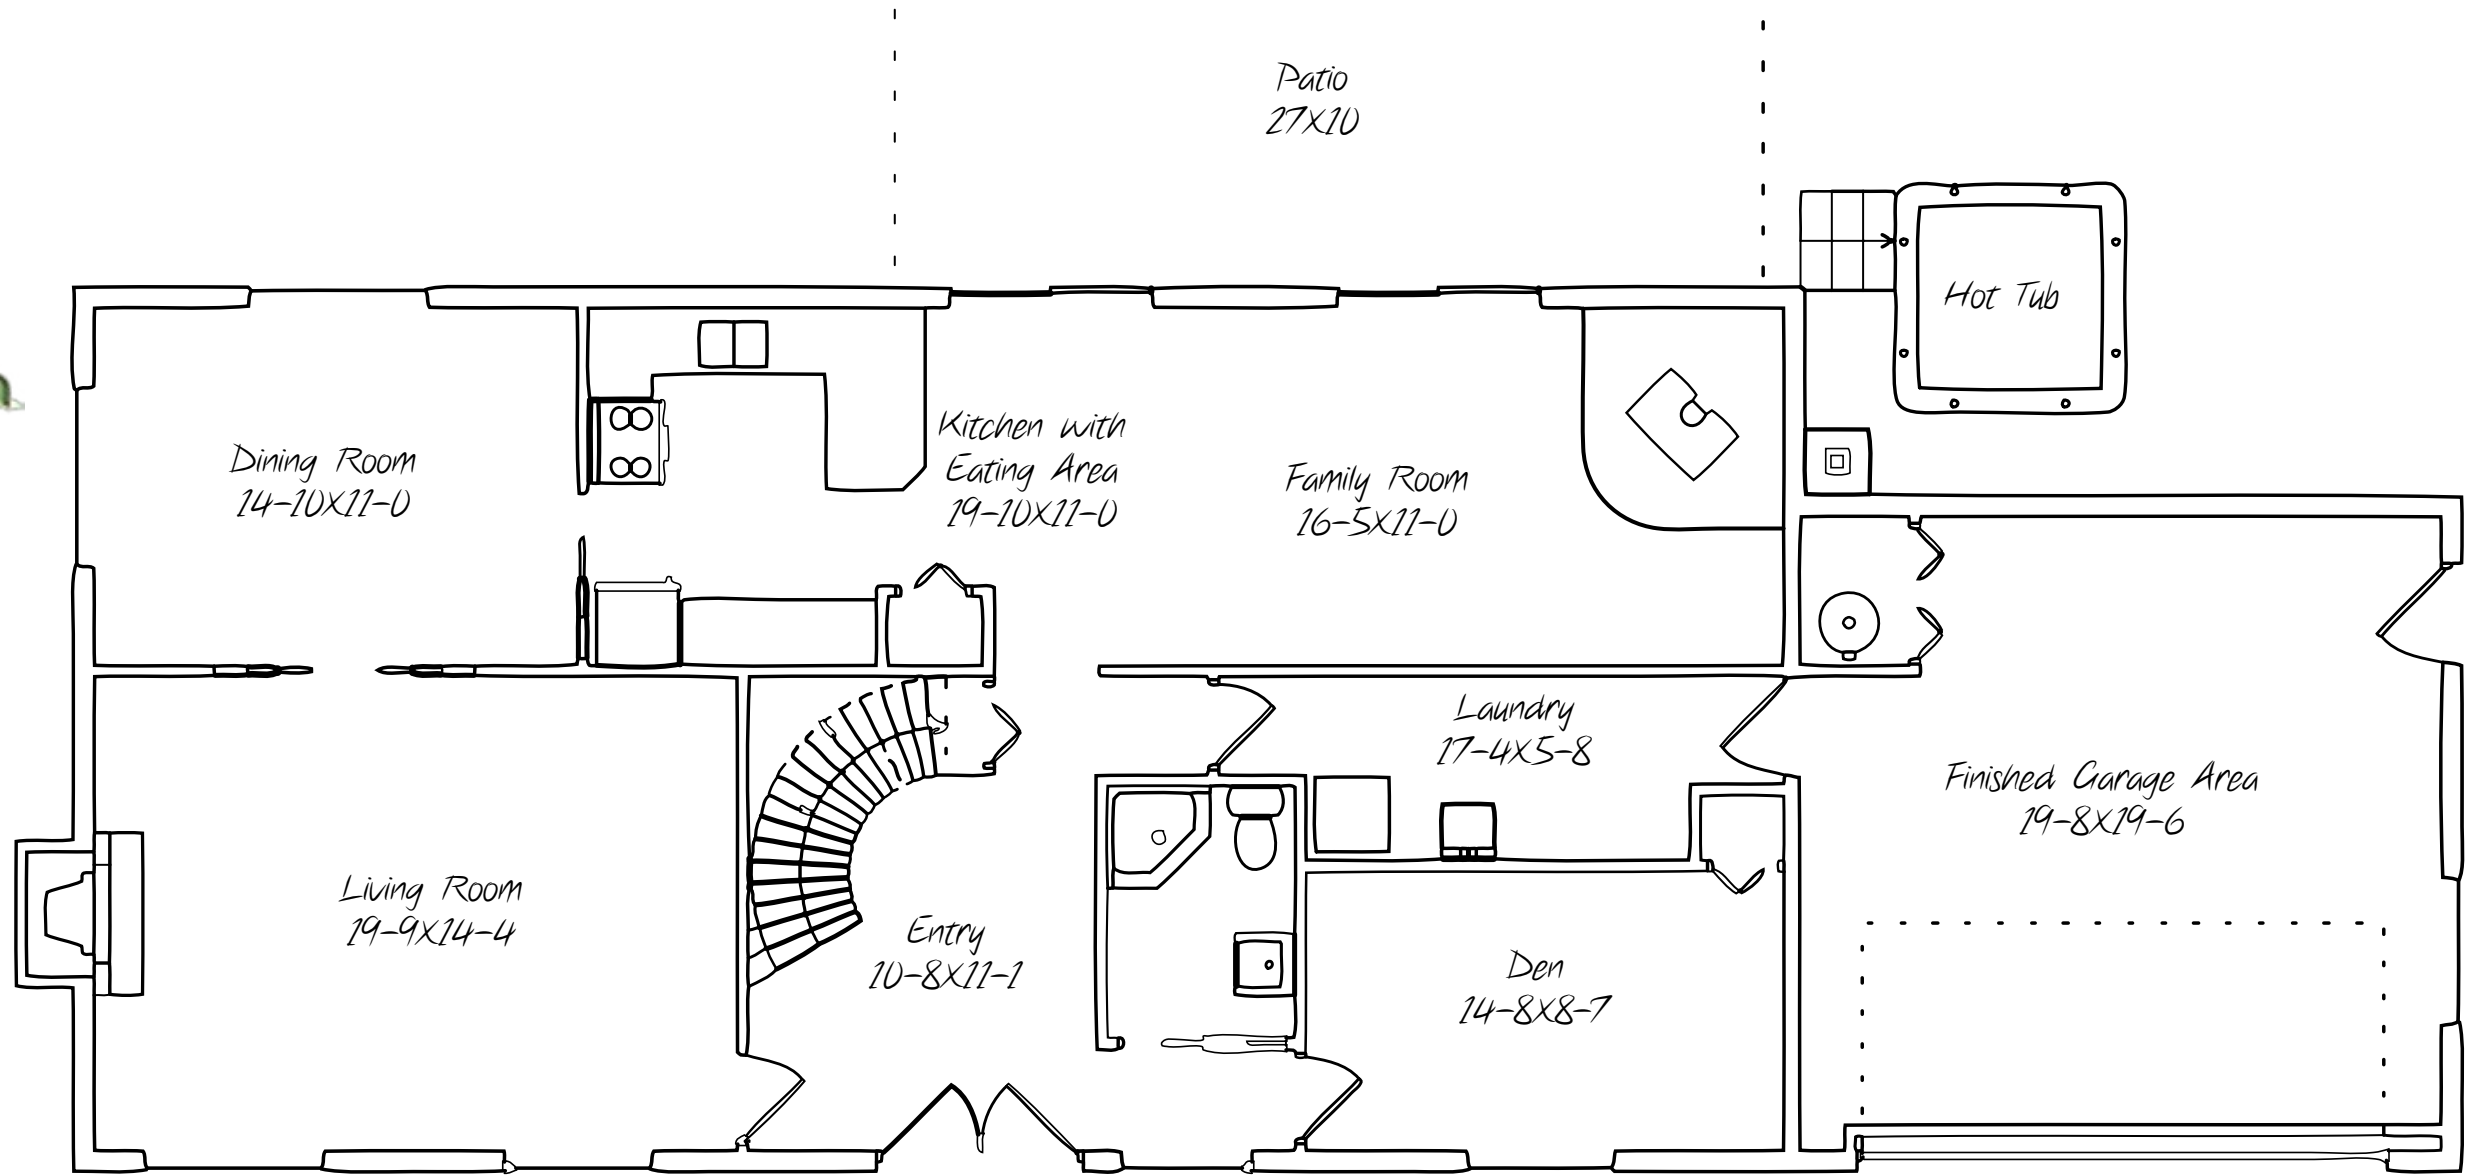 Patio
27X10
Hot Tub
Dining Room
14-10X11-0
Kitchen with
Eating Area
19-10X11-0
Family Room
16-5X11-0
Laundry
17-4X5-8
Finished Garage Area
19-8X19-6
Living Room
19-9X14-4
Entry
10-8X11-1
Den
14-8X8-7